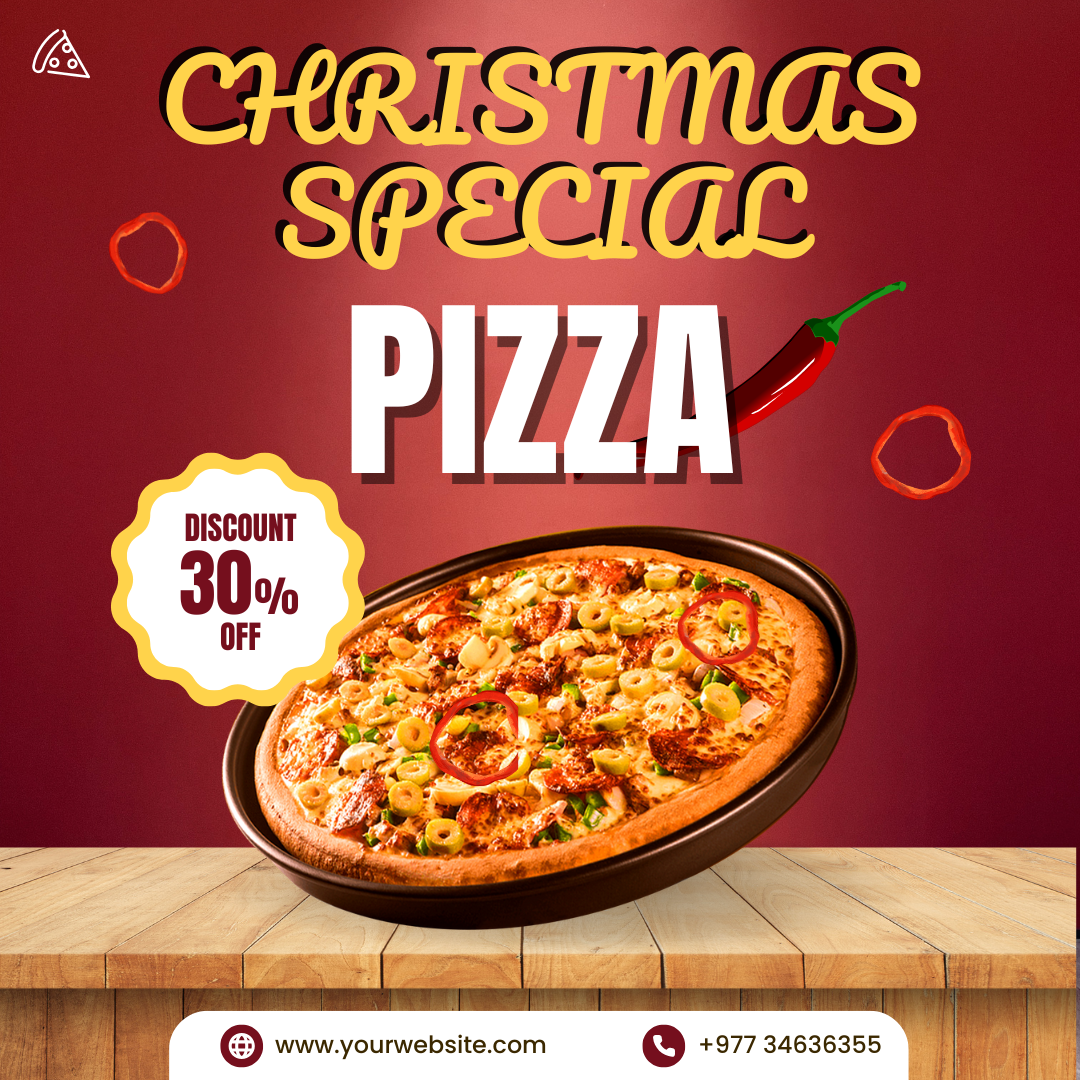 CHRISTMAS
SPECIAL
PIZZA
DISCOUNT
30%
OFF
www.yourwebsite.com
+977 34636355